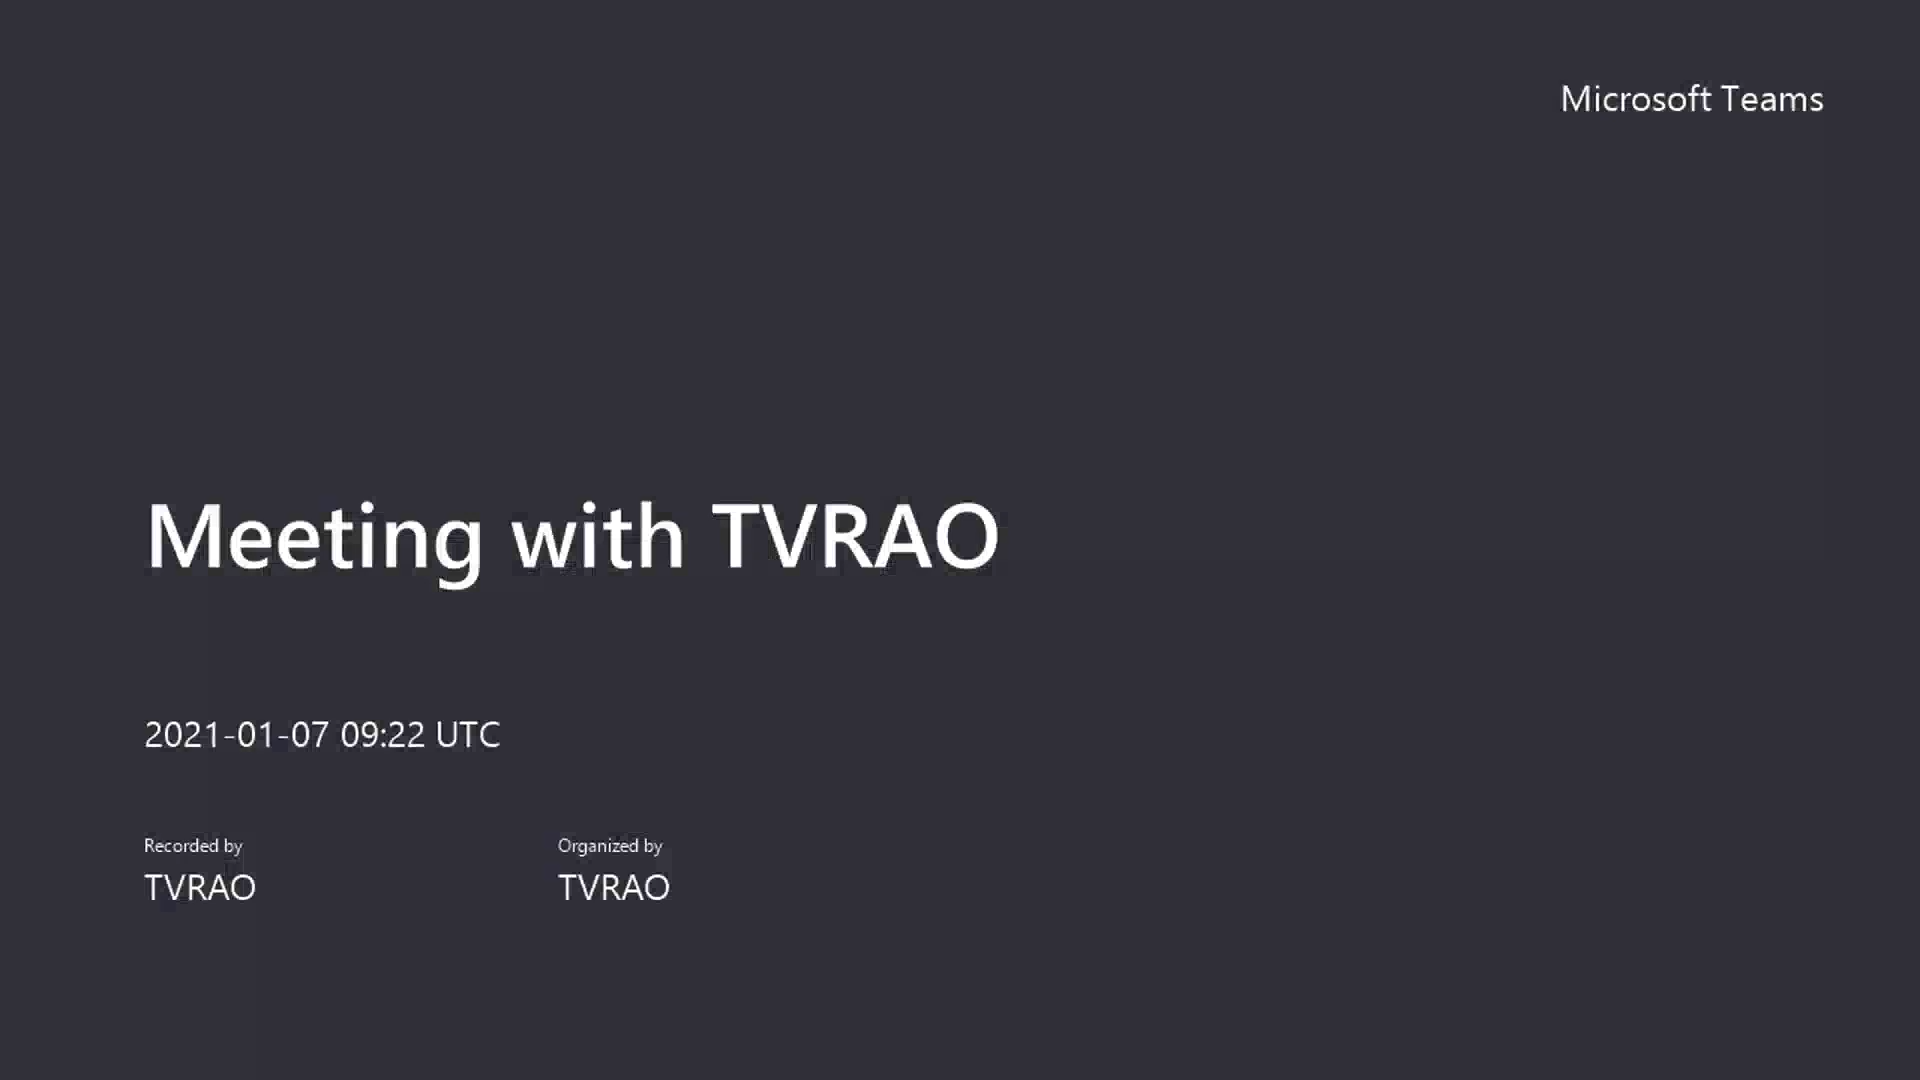 Microsoft Teams
Meeting with TVRAO
2021-01-07 09:22 UTC
Recorded by
TVRAO
Organized by
TVRAO